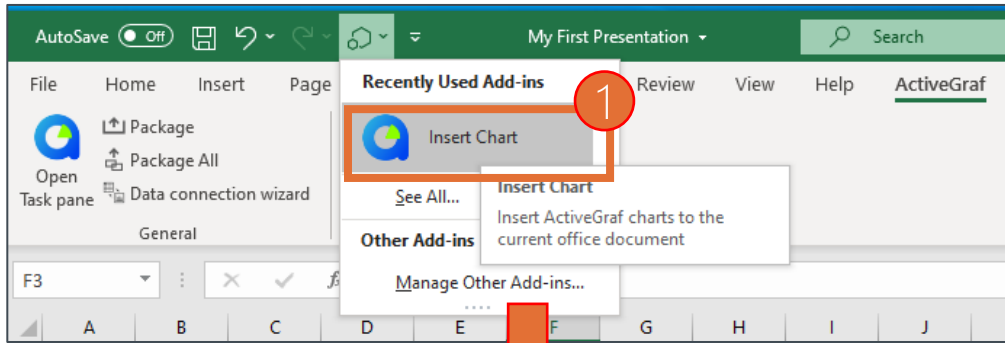 AutoSave Off My First Presentation Search
File Home Insert Page Review View Help ActiveGraf
Recently Used Add-ins
1
Insert Chart
Open
Task pane
Package
Package All
Data connection wizard
General
See All...
Insert Chart
Insert ActiveGraf charts to the
current office document
Other Add-ins
Manage Other Add-ins...
F3
A B C D E F G H I J